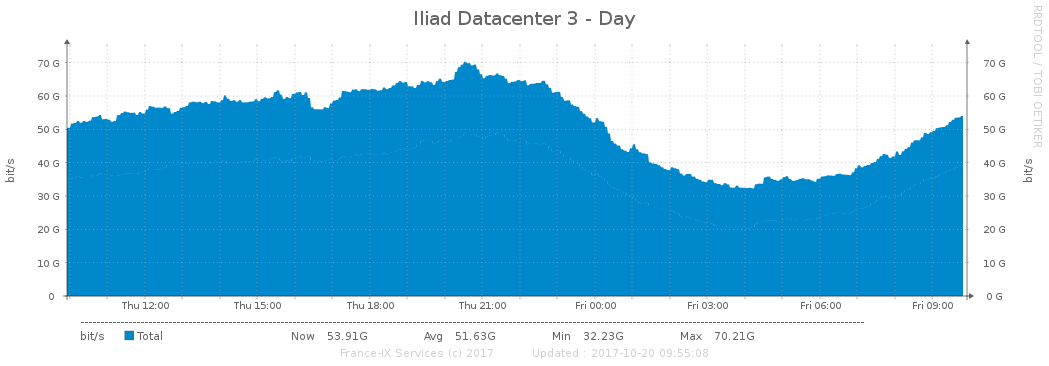 Iliad Datacenter 3 - Day
RRDTOOL / TOBI OETIKER
bit/s
70 G
60 G
50 G
40 G
30 G
20 G
10 G
0
70 G
60 G
50 G
40 G
30 G
20 G
10 G
0 G
bit/s
Thu 12:00 Thu 15:00 Thu 18:00 Thu 21:00 Fri 00:00 Fri 03:00 Fri 06:00 Fri 09:00
bit/s Total Now 53.91G Avg 51.63G Min 32.23G Max 70.21G
France-IX Services (c) 2017 Updated : 2017-10-20 09:55:08